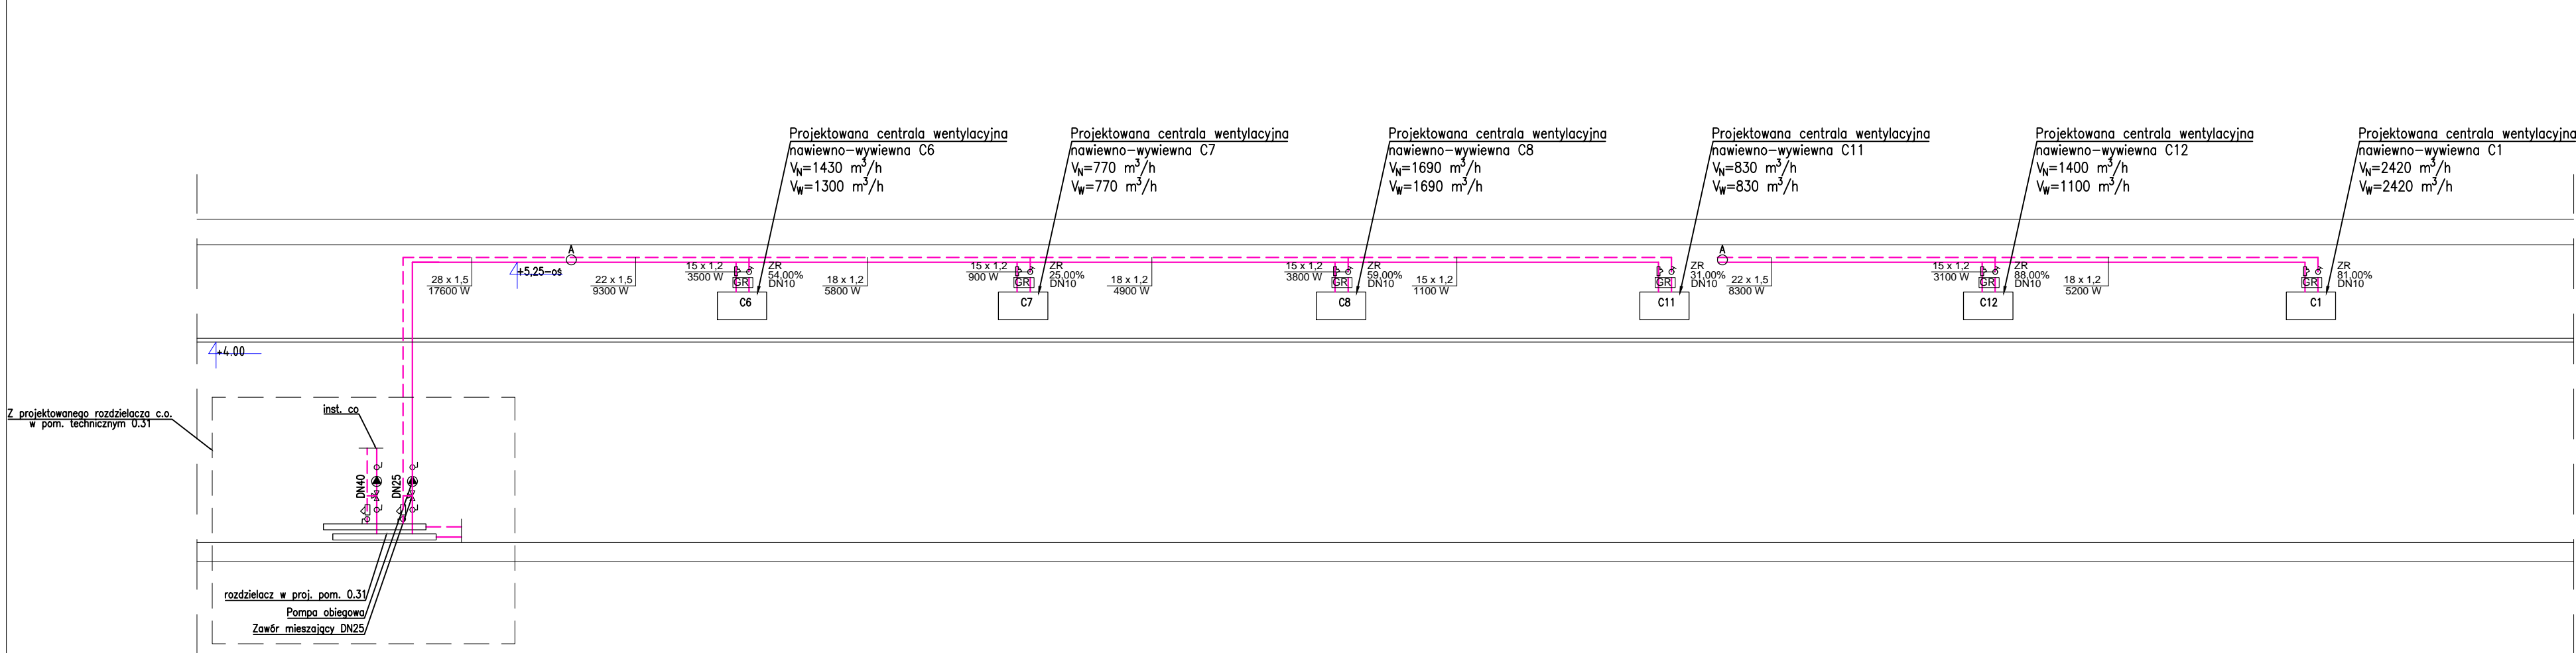 Projektowana centrala wentylacyjna
nawiewno-wywiewna C6
VN=1430 m³/h
VW=1300 m³/h
Projektowana centrala wentylacyjna
nawiewno-wywiewna C7
VN=770 m³/h
VW=770 m³/h
Projektowana centrala wentylacyjna
nawiewno-wywiewna C8
VN=1690 m³/h
VW=1690 m³/h
Projektowana centrala wentylacyjna
nawiewno-wywiewna C11
VN=830 m³/h
VW=830 m³/h
Projektowana centrala wentylacyjna
nawiewno-wywiewna C12
VN=1400 m³/h
VW=1100 m³/h
Projektowana centrala wentylacyjna
nawiewno-wywiewna C1
VN=2420 m³/h
VW=2420 m³/h
28 x 1,5
17600 W
+5,25-oś
A
22 x 1,5
9300 W
15 x 1,2
3500 W
GR
ZR
54,00%
DN10
C6
18 x 1,2
5800 W
15 x 1,2
900 W
GR
ZR
25,00%
DN10
C7
18 x 1,2
4900 W
15 x 1,2
3800 W
GR
ZR
59,00%
DN10
C8
15 x 1,2
1100 W
GR
ZR
31,00%
DN10
C11
A
22 x 1,5
8300 W
15 x 1,2
3100 W
GR
ZR
88,00%
DN10
C12
18 x 1,2
5200 W
GR
ZR
81,00%
DN10
C1
+4.00
Z projektowanego rozdzielacza c.o.
w pom. technicznym 0.31
inst. co
DN40
DN25
rozdzielacz w proj. pom. 0.31
Pompa obiegowa
Zawór mieszający DN25